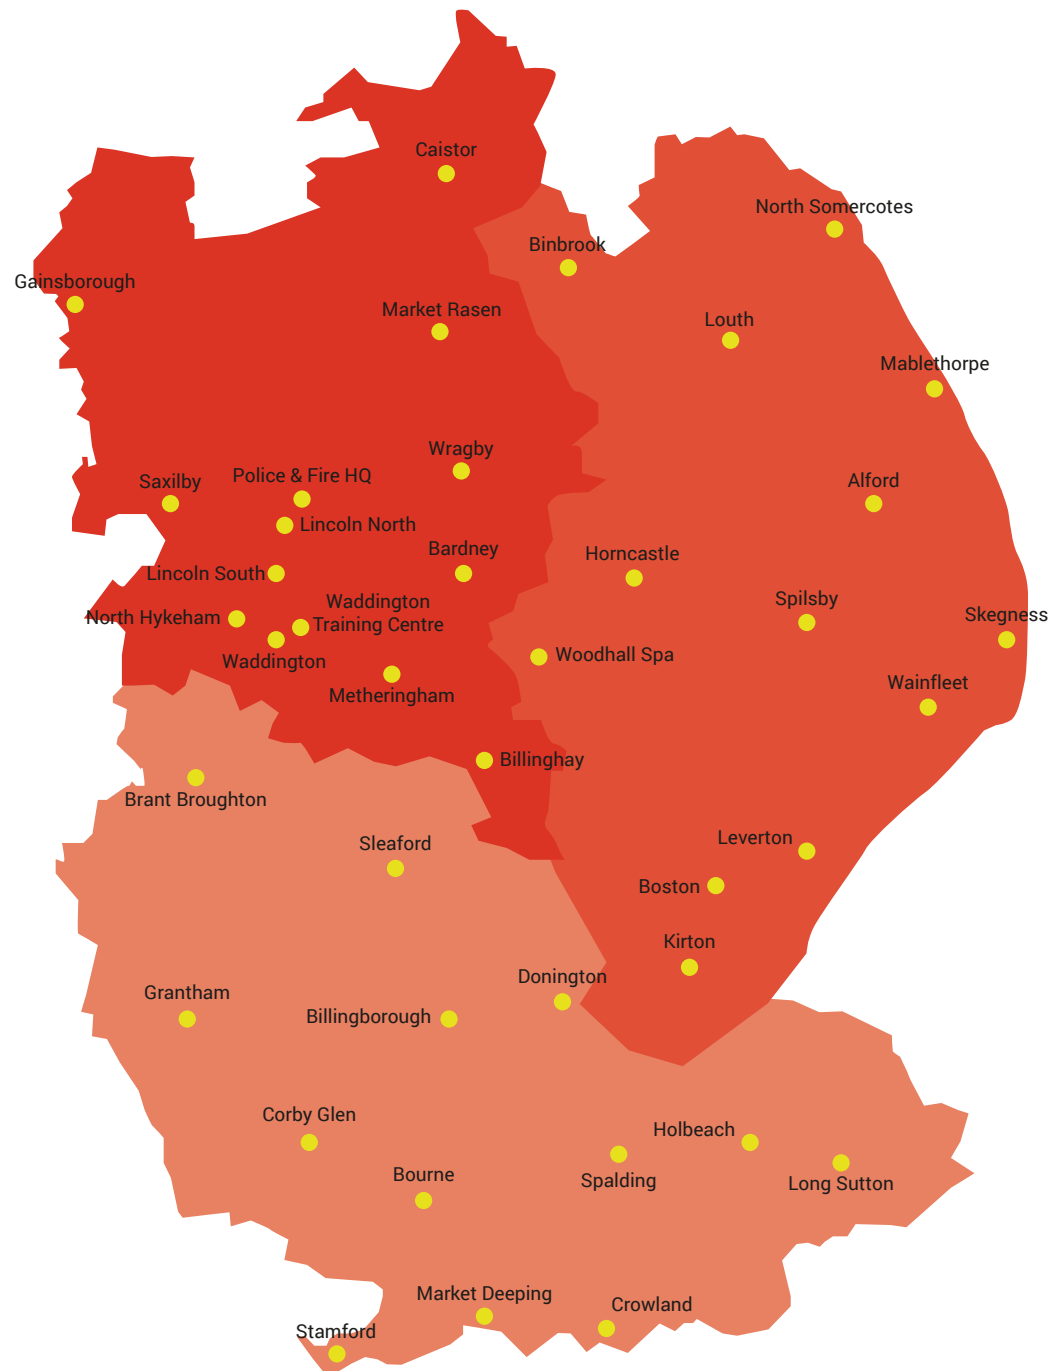 Caistor
North Somercotes
Binbrook
Gainsborough
Market Rasen
Louth
Mablethorpe
Wragby
Police & Fire HQ
Saxilby
Alford
Lincoln North
Bardney
Horncastle
Lincoln South
Waddington
Training Centre
Spilsby
North Hykeham
Skegness
Woodhall Spa
Waddington
Wainfleet
Metheringham
Billinghay
Brant Broughton
Leverton
Sleaford
Boston
Kirton
Donington
Grantham
Billingborough
Corby Glen
Holbeach
Bourne
Spalding
Long Sutton
Market Deeping
Crowland
Stamford